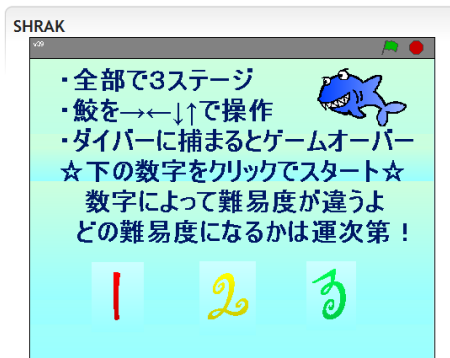 SHRAK
v39
・全部で3ステージ
・鮫を→←↓↑で操作
・ダイバーに捕まるとゲームオーバー
☆下の数字をクリックでスタート☆
数字によって難易度が違うよ
どの難易度になるかは運次第！
1 2 3